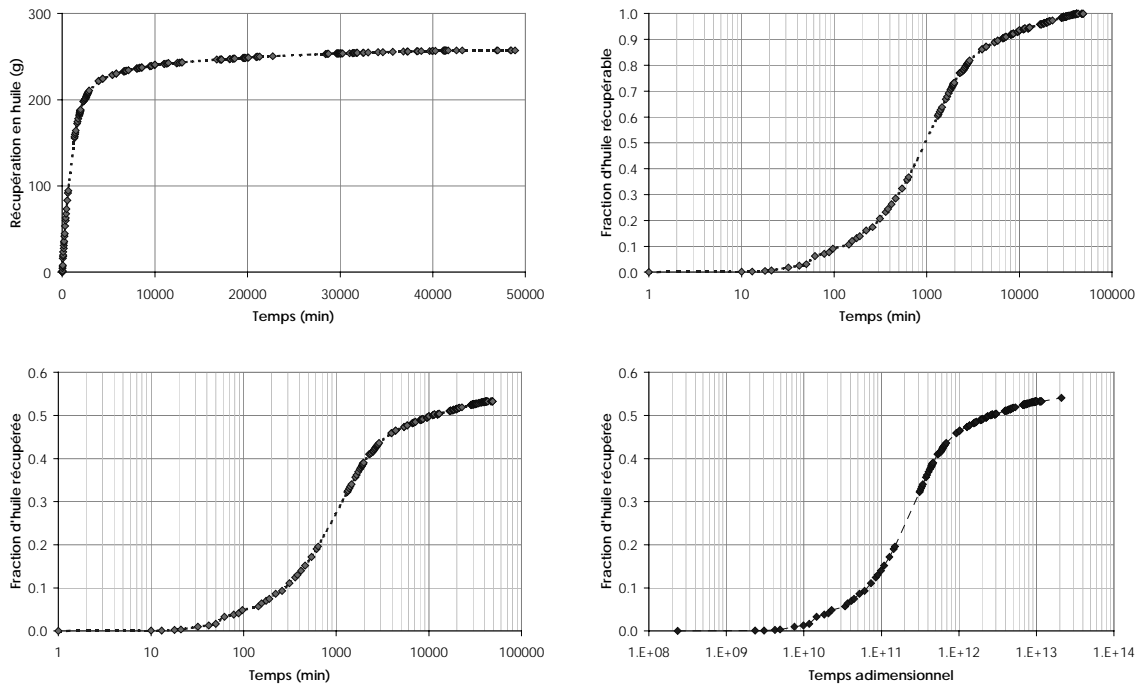 Récupération en huile (g)
300
200
100
0
0 10000 20000 30000 40000 50000
Temps (min)
Fraction d'huile récupérable
1.0
0.9
0.8
0.7
0.6
0.5
0.4
0.3
0.2
0.1
0.0
1 10 100 1000 10000 100000
Temps (min)
Fraction d'huile récupérée
0.6
0.5
0.4
0.3
0.2
0.1
0.0
1 10 100 1000 10000 100000
Temps (min)
Fraction d'huile récupérée
0.6
0.5
0.4
0.3
0.2
0.1
0.0
1.E+08 1.E+09 1.E+10 1.E+11 1.E+12 1.E+13 1.E+14
Temps adimensionnel